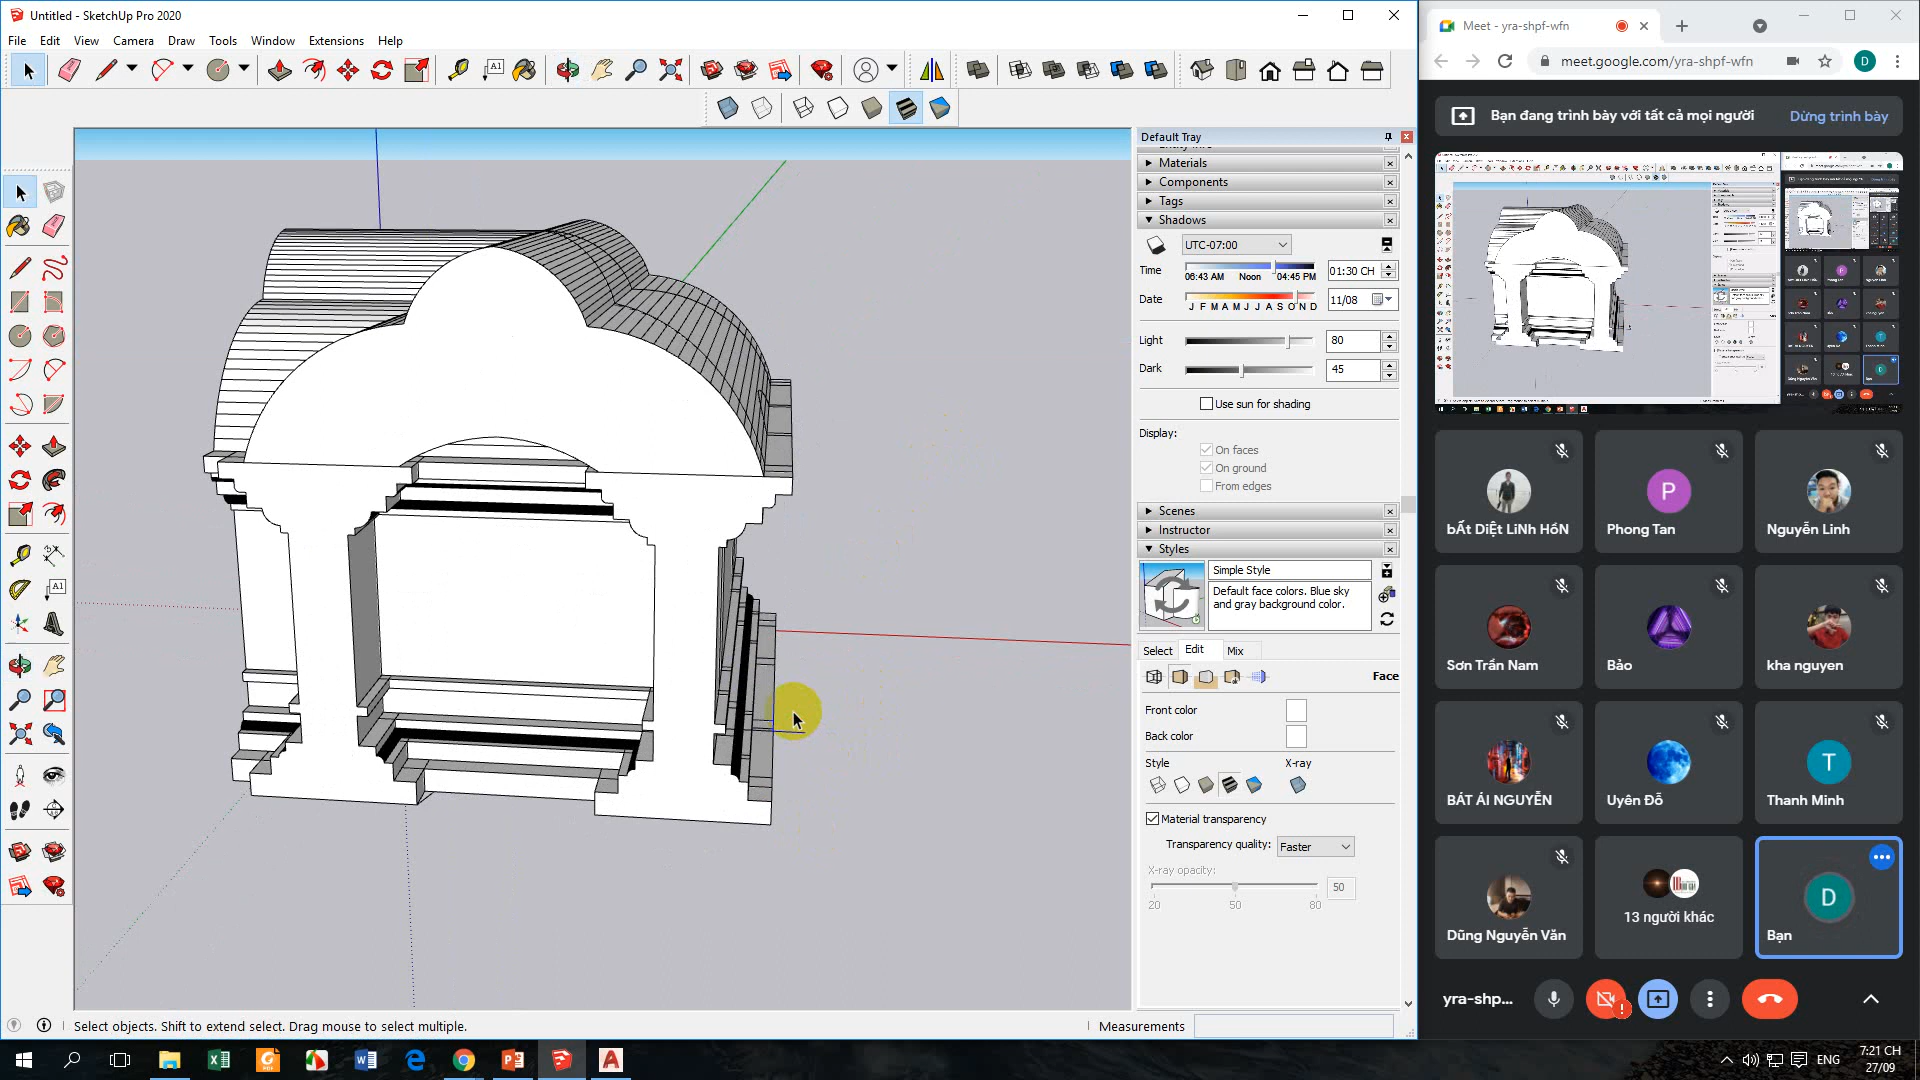 Untitled - SketchUp Pro 2020
File Edit View Camera Draw Tools Window Extensions Help
Default Tray
Materials
Components
Tags
Shadows
UTC-07:00
Time
06:43 AM Noon 04:45 PM
01:30 CH
Date
J F M A M J J A S O N D
11/08
Light
80
Dark
45
Use sun for shading
Display:
On faces
On ground
From edges
Scenes
Instructor
Styles
Simple Style
Default face colors. Blue sky
and gray background color.
Select Edit Mix
Face
Front color
Back color
Style
X-ray
Material transparency
Transparency quality:
Faster
X-ray opacity:
50
20 50 80
Select objects. Shift to extend select. Drag mouse to select multiple.
Measurements
Meet - yra-shpf-wfn
meet.google.com/yra-shpf-wfn
D
Bạn đang trình bày với tất cả mọi người
Dừng trình bày
bẤt DiỆt LiNh HồN
P
Phong Tan
Nguyễn Linh
Sơn Trần Nam
Bảo
kha nguyen
BÁT ÁI NGUYỄN
Uyên Đỗ
T
Thanh Minh
Dũng Nguyễn Văn
13 người khác
D
Bạn
yra-shp...
ENG
7:21 CH
27/09